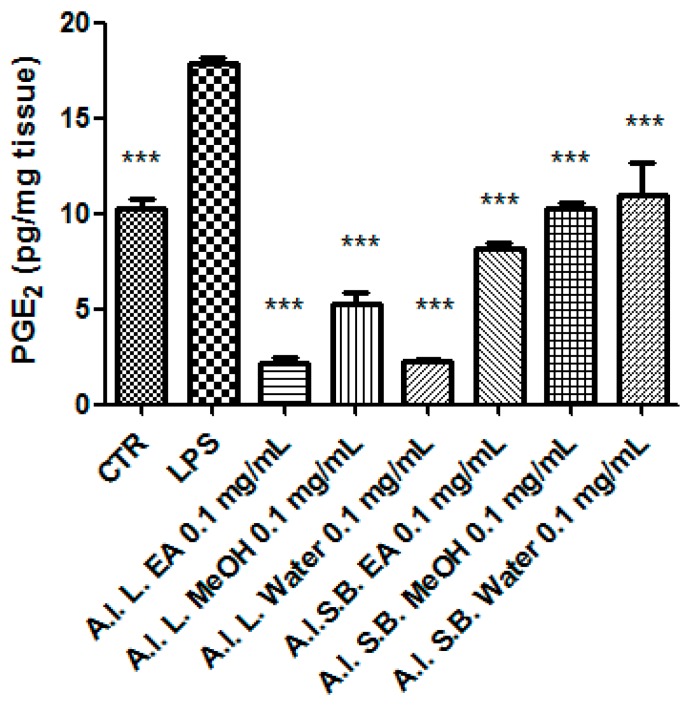 PGE2 (pg/mg tissue)
20
15
10
5
0
***
***
***
***
***
***
***
CTR
LPS
A.I. L. EA 0.1 mg/mL
A.I. L. MeOH 0.1 mg/mL
A.I. L. Water 0.1 mg/mL
A.I.S.B. EA 0.1 mg/mL
A.I. S.B. MeOH 0.1 mg/mL
A.I. S.B. Water 0.1 mg/mL